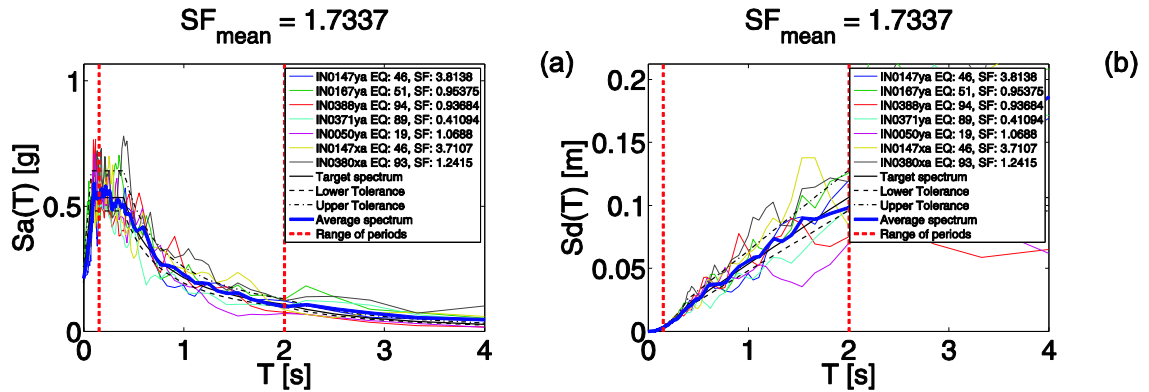 SF_mean = 1.7337
(a)
IN0147ya EQ: 46, SF: 3.8138
IN0167ya EQ: 51, SF: 0.95375
IN0388ya EQ: 94, SF: 0.93684
IN0371ya EQ: 89, SF: 0.41094
IN0050ya EQ: 19, SF: 1.0688
IN0147xa EQ: 46, SF: 3.7107
IN0380xa EQ: 93, SF: 1.2415
Target spectrum
Lower Tolerance
Upper Tolerance
Average spectrum
Range of periods
Sa(T) [g]
1
0.5
0
0 1 2 3 4
T [s]
SF_mean = 1.7337
(b)
IN0147ya EQ: 46, SF: 3.8138
IN0167ya EQ: 51, SF: 0.95375
IN0388ya EQ: 94, SF: 0.93684
IN0371ya EQ: 89, SF: 0.41094
IN0050ya EQ: 19, SF: 1.0688
IN0147xa EQ: 46, SF: 3.7107
IN0380xa EQ: 93, SF: 1.2415
Target spectrum
Lower Tolerance
Upper Tolerance
Average spectrum
Range of periods
Sd(T) [m]
0.2
0.15
0.1
0.05
0
0 1 2 3 4
T [s]